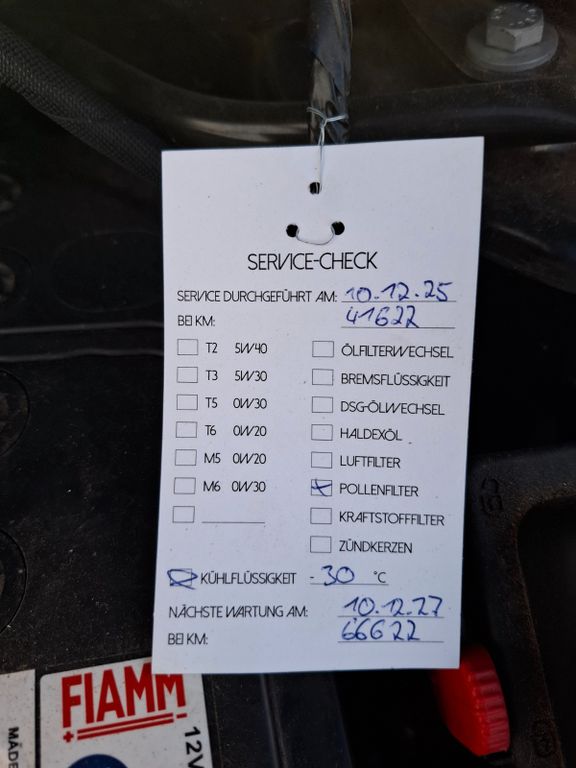 SERVICE-CHECK
SERVICE DURCHGEFÜHRT AM: 10.12.25
BEI KM: 41622
T2 5W40
T3 5W30
T5 0W30
T6 0W20
M5 0W20
M6 0W30
ÖLFILTERWECHSEL
BREMSFLÜSSIGKEIT
DSG-ÖLWECHSEL
HALDEXÖL
LUFTFILTER
POLLENFILTER
KRAFTSTOFFFILTER
ZÜNDKERZEN
KÜHLFLÜSSIGKEIT -30 °C
NÄCHSTE WARTUNG AM: 10.12.27
BEI KM: 66622
FIAMM
12V
MADE